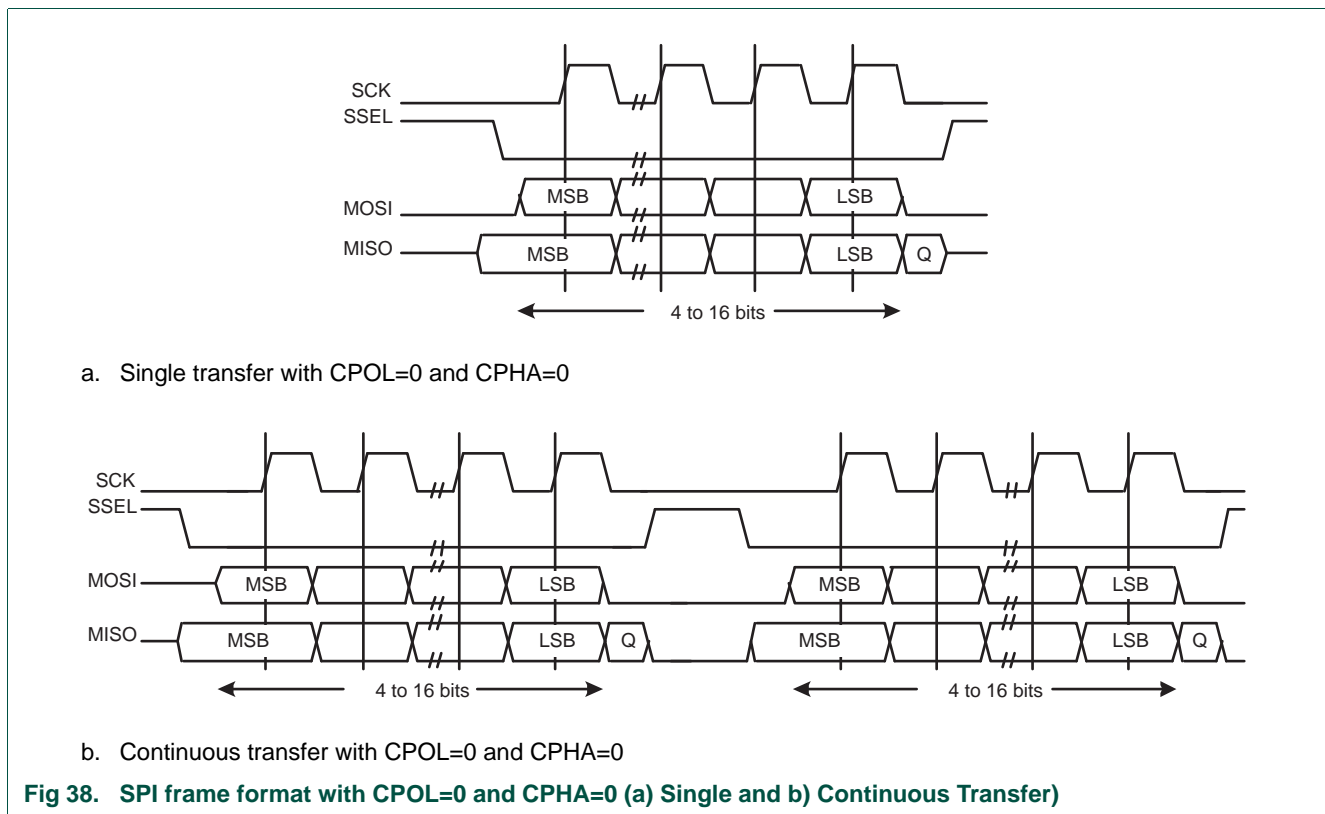 SCK
SSEL
MOSI
MSB
LSB
MISO
MSB
LSB
Q
4 to 16 bits
a. Single transfer with CPOL=0 and CPHA=0
SCK
SSEL
MOSI
MSB
LSB
MSB
LSB
MISO
MSB
LSB
Q
MSB
LSB
Q
4 to 16 bits
4 to 16 bits
b. Continuous transfer with CPOL=0 and CPHA=0
Fig 38. SPI frame format with CPOL=0 and CPHA=0 (a) Single and b) Continuous Transfer)